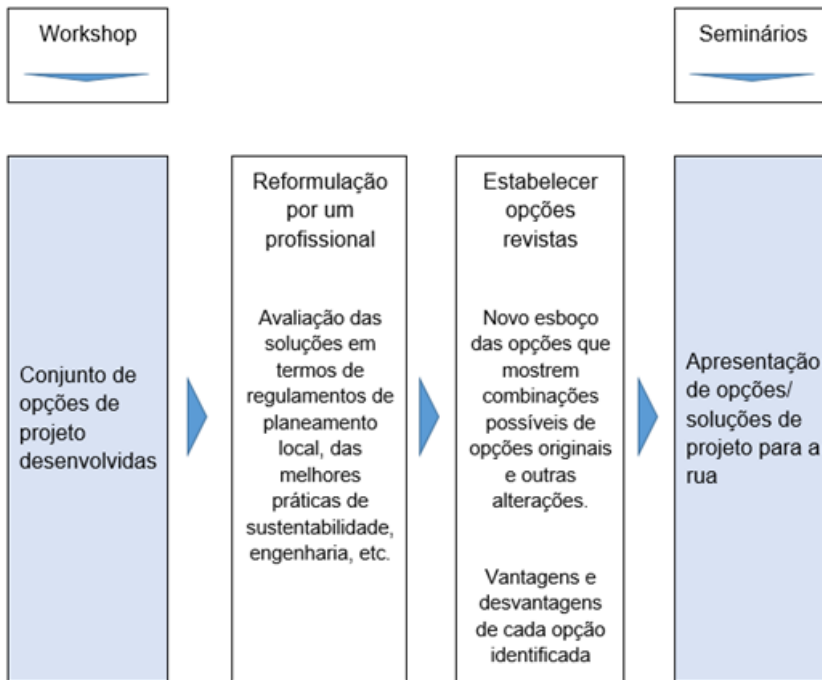 Workshop
Seminários
Conjunto de
opções de
projeto
desenvolvidas
Reformulação
por um
profissional
Avaliação das
soluções em
termos de
regulamentos de
planeamento
local, das
melhores
práticas de
sustentabilidade,
engenharia, etc.
Estabelecer
opções
revistas
Novo esboço
das opções que
mostrem
combinações
possíveis de
opções originais
e outras
alterações.
Vantagens e
desvantagens
de cada opção
identificada
Apresentação
de opções/
soluções de
projeto para a
rua